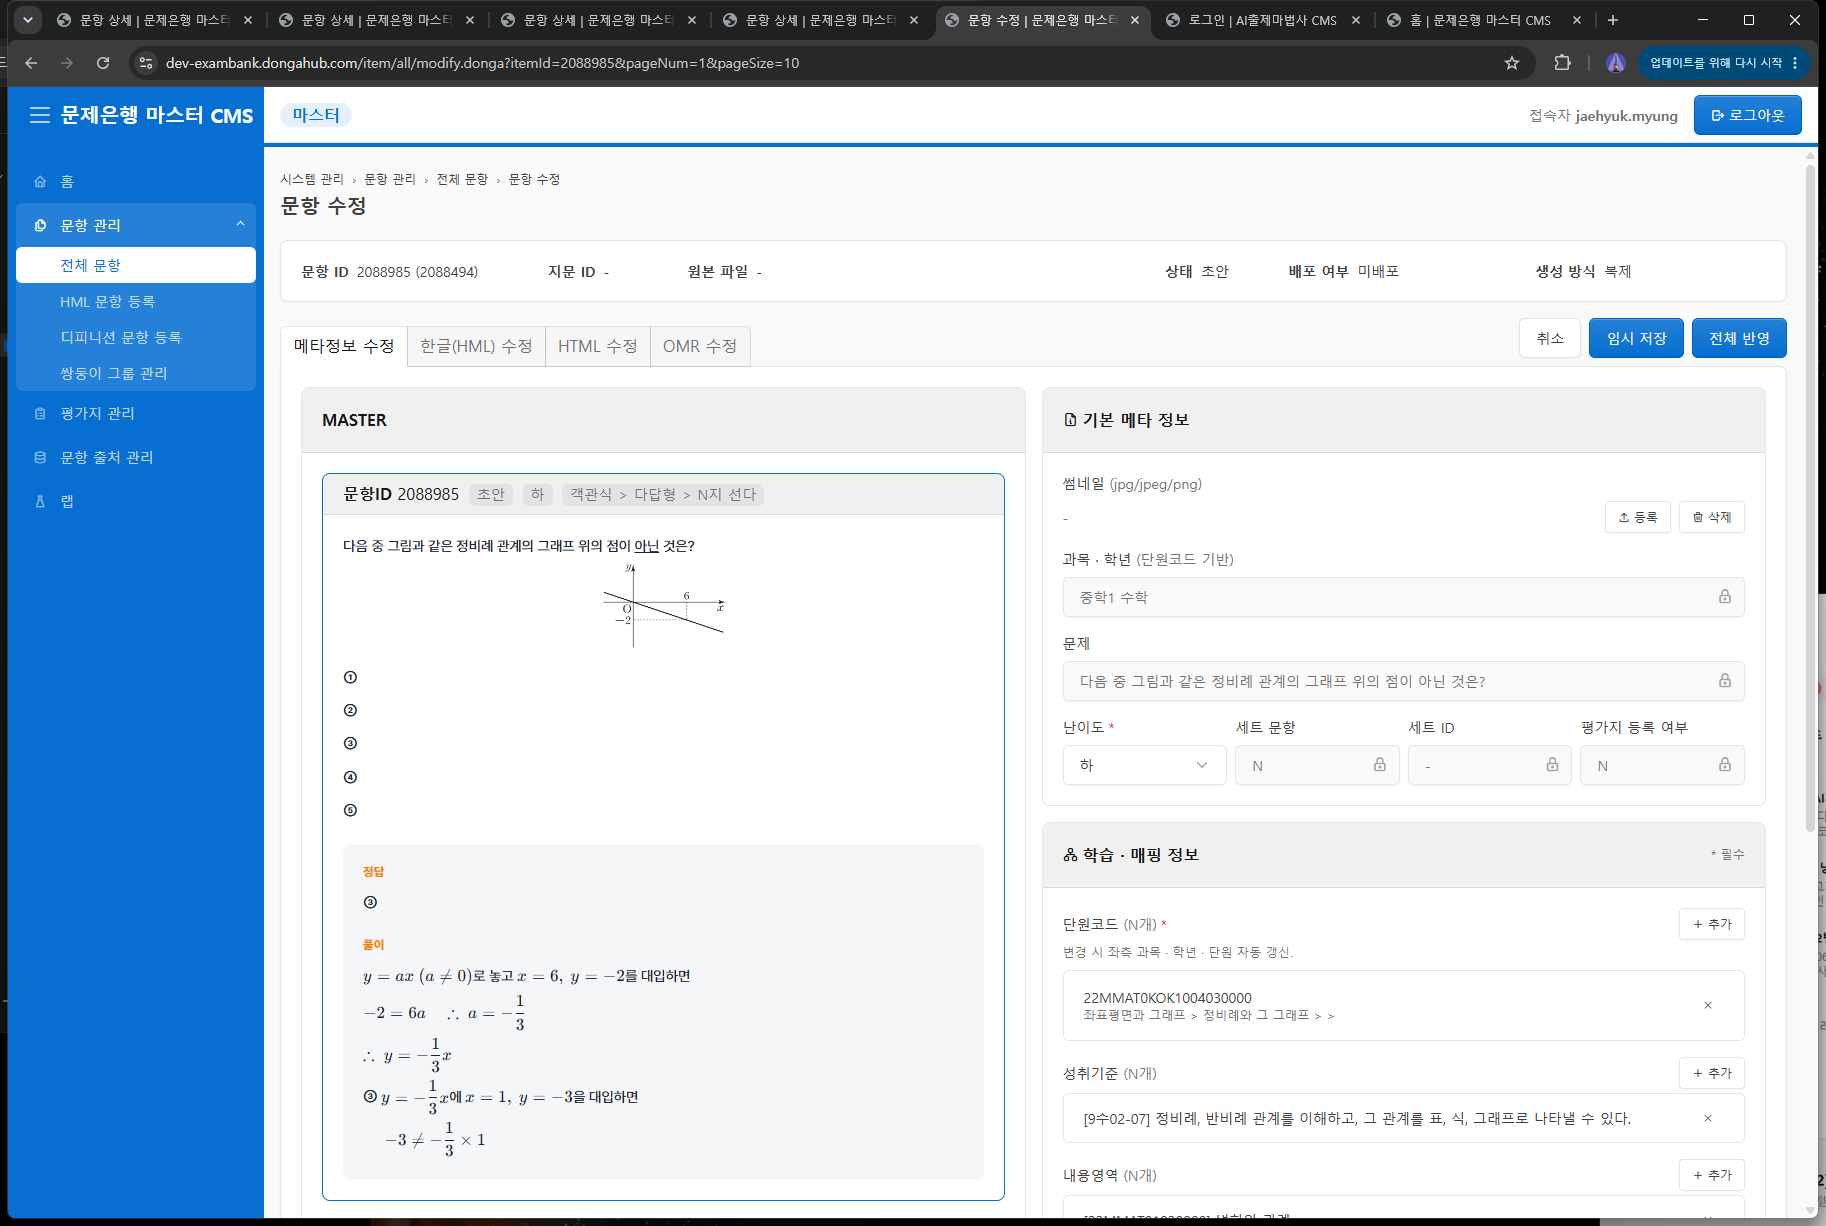 문항 상세 | 문제은행 마스터
문항 상세 | 문제은행 마스터
문항 상세 | 문제은행 마스터
문항 상세 | 문제은행 마스터
문항 수정 | 문제은행 마스터
로그인 | AI출제마법사 CMS
홈 | 문제은행 마스터 CMS
dev-exambank.dongahub.com/item/all/modify.donga?itemId=2088985&pageNum=1&pageSize=10
업데이트를 위해 다시 시작
문제은행 마스터 CMS
마스터
접속자 jaehyuk.myung
로그아웃
홈
문항 관리
전체 문항
HML 문항 등록
디피니션 문항 등록
쌍둥이 그룹 관리
평가지 관리
문항 출처 관리
랩
시스템 관리 › 문항 관리 › 전체 문항 › 문항 수정
문항 수정
문항 ID 2088985 (2088494) 지문 ID - 원본 파일 - 상태 초안 배포 여부 미배포 생성 방식 복제
메타정보 수정 한글(HML) 수정 HTML 수정 OMR 수정
취소 임시 저장 전체 반영
MASTER
문항ID 2088985 초안 하 객관식 > 다답형 > N지 선다
다음 중 그림과 같은 정비례 관계의 그래프 위의 점이 아닌 것은?
y
6
O
x
−2
①
②
③
④
⑤
정답
③
풀이
y = ax (a ≠ 0)로 놓고 x = 6, y = −2를 대입하면
−2 = 6a ∴ a = −1/3
∴ y = −1/3x
③ y = −1/3x에 x = 1, y = −3을 대입하면
−3 ≠ −1/3 × 1
기본 메타 정보
썸네일 (jpg/jpeg/png)
-
등록 삭제
과목 · 학년 (단원코드 기반)
중학1 수학
문제
다음 중 그림과 같은 정비례 관계의 그래프 위의 점이 아닌 것은?
난이도 * 세트 문항 세트 ID 평가지 등록 여부
하 N - N
학습 · 매핑 정보
* 필수
단원코드 (N개) *
+ 추가
변경 시 좌측 과목 · 학년 · 단원 자동 갱신.
22MMAT0KOK1004030000
좌표평면과 그래프 > 정비례와 그 그래프 > >
성취기준 (N개)
+ 추가
[9수02-07] 정비례, 반비례 관계를 이해하고, 그 관계를 표, 식, 그래프로 나타낼 수 있다.
내용영역 (N개)
+ 추가